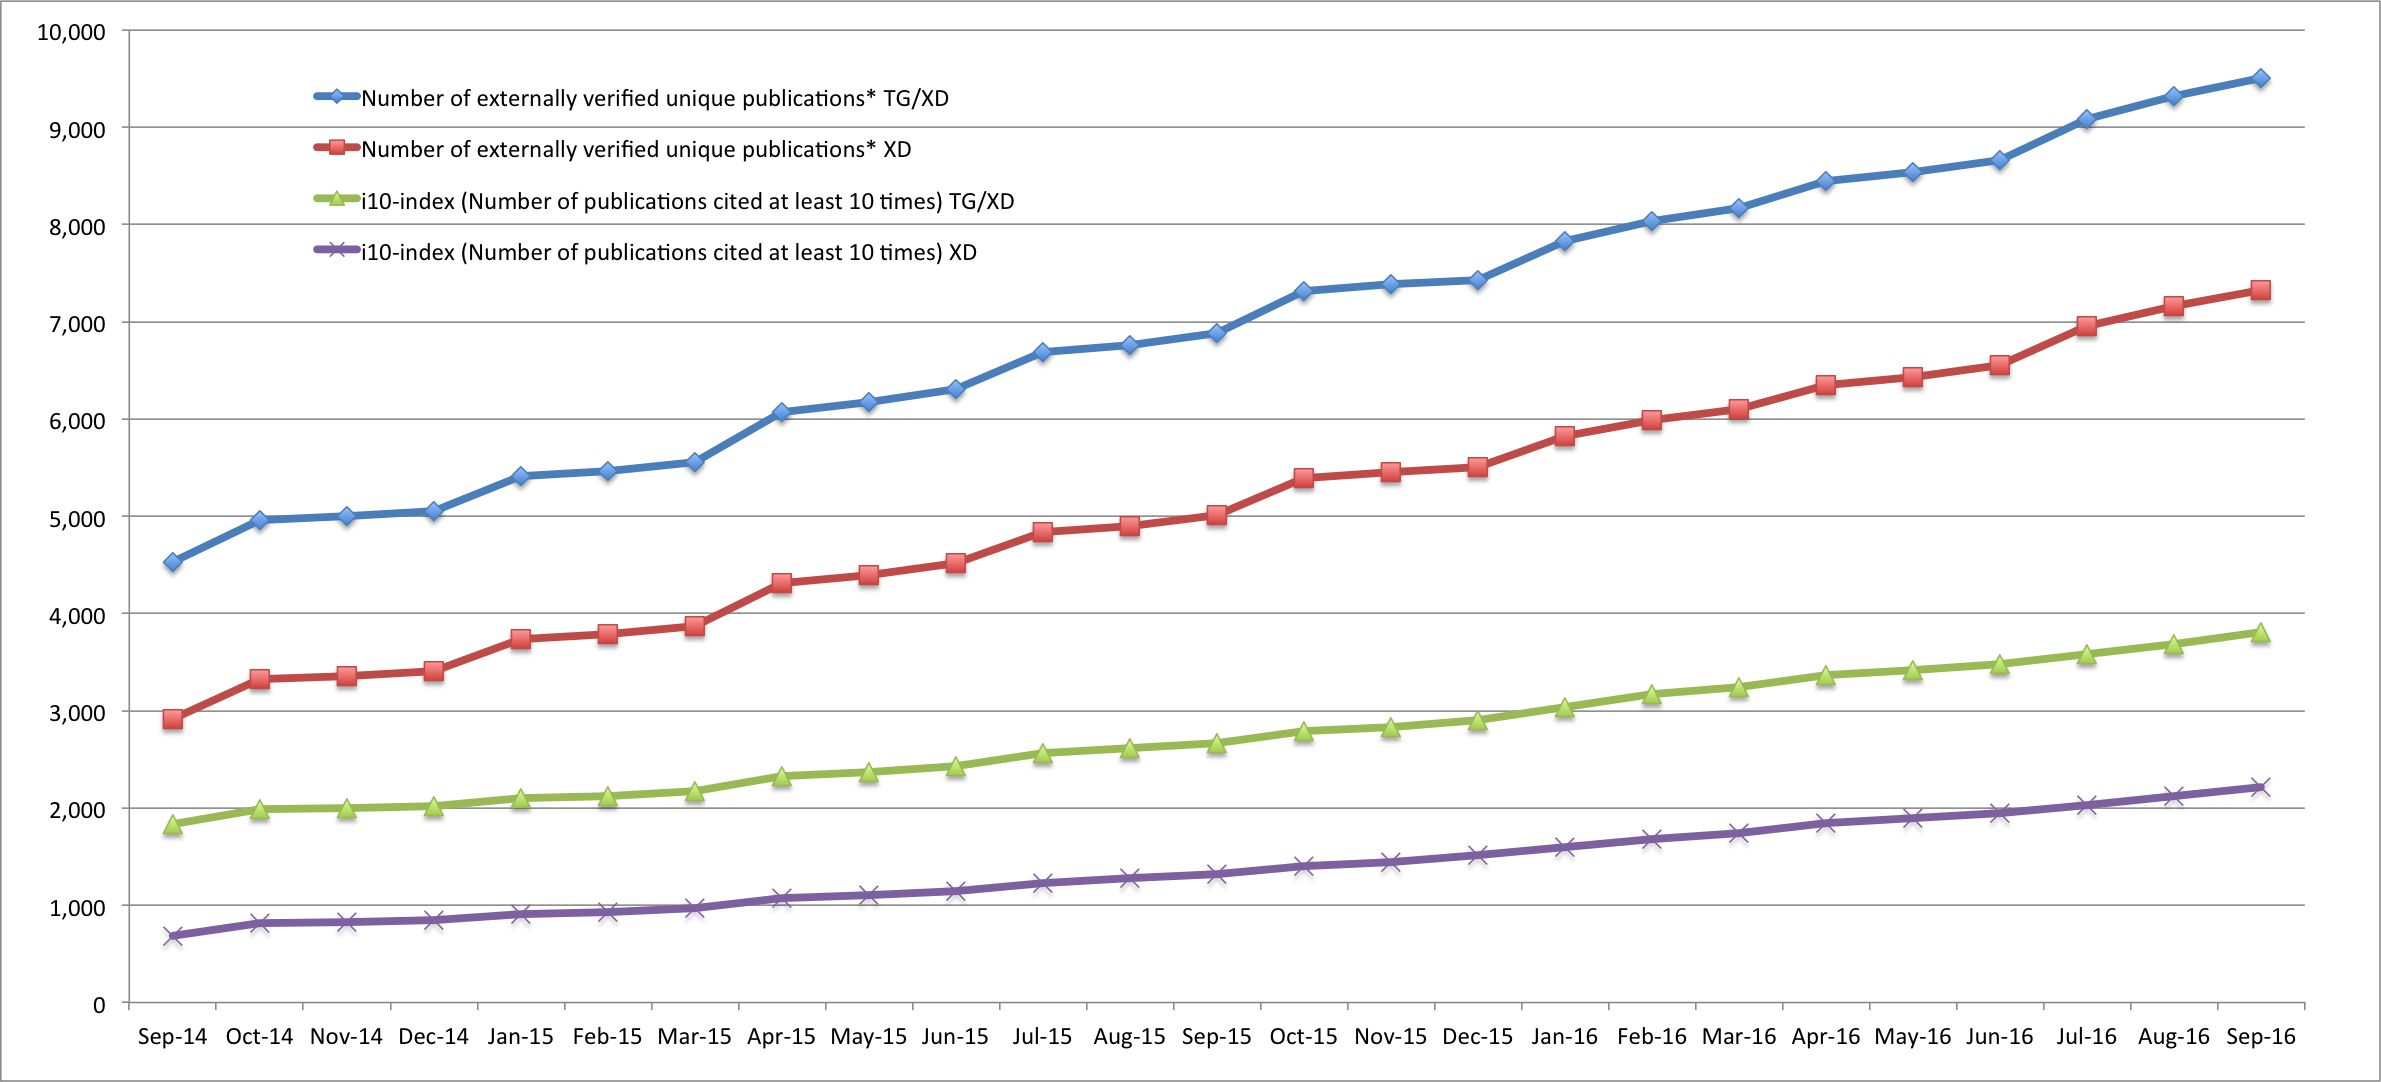 10,000
9,000
8,000
7,000
6,000
5,000
4,000
3,000
2,000
1,000
0
Number of externally verified unique publications* TG/XD
Number of externally verified unique publications* XD
i10-index (Number of publications cited at least 10 times) TG/XD
i10-index (Number of publications cited at least 10 times) XD
Sep-14 Oct-14 Nov-14 Dec-14 Jan-15 Feb-15 Mar-15 Apr-15 May-15 Jun-15 Jul-15 Aug-15 Sep-15 Oct-15 Nov-15 Dec-15 Jan-16 Feb-16 Mar-16 Apr-16 May-16 Jun-16 Jul-16 Aug-16 Sep-16